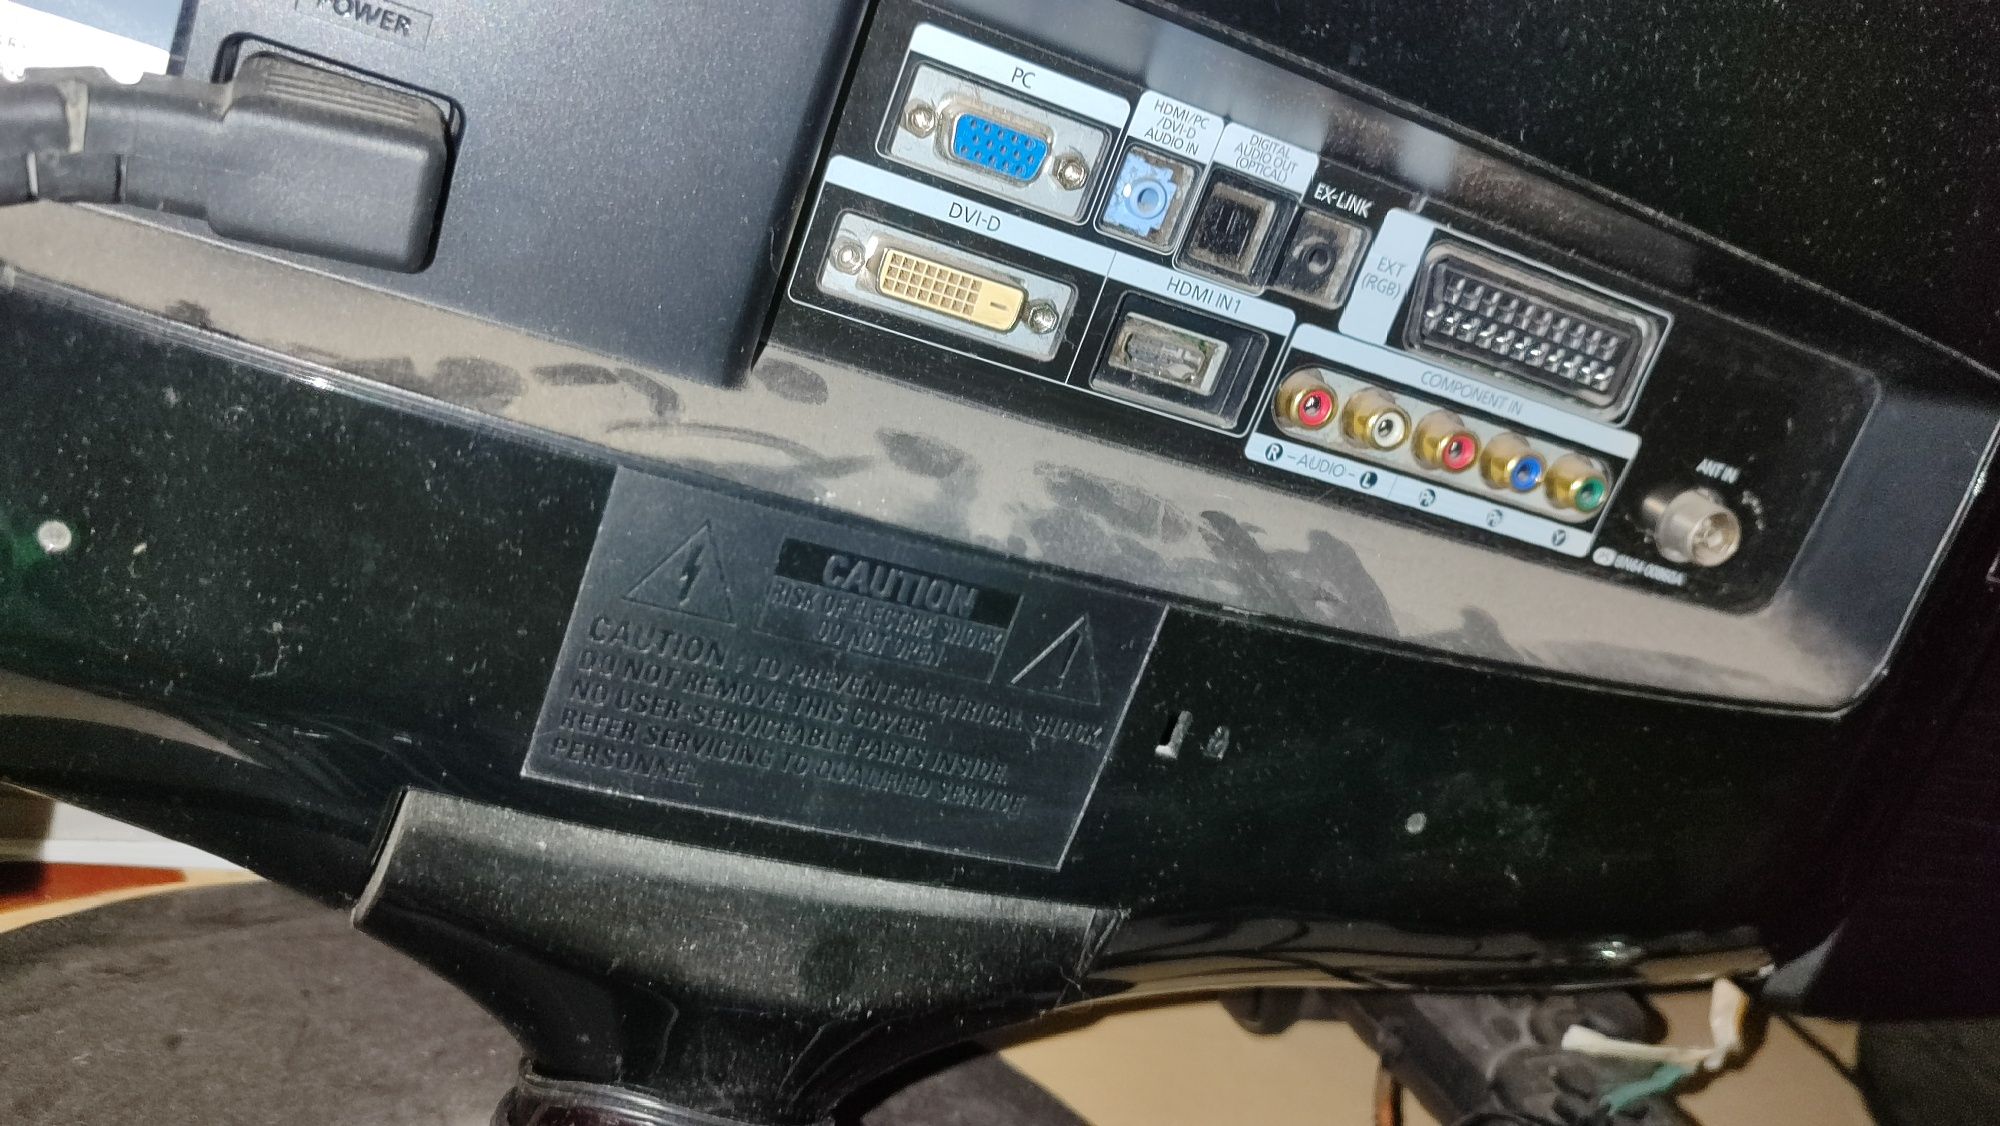 POWER
PC
HDMI/PC
/DVI-D
AUDIO IN
DIGITAL
AUDIO OUT
(OPTICAL)
EX-LINK
DVI-D
HDMI IN1
EXT
(RGB)
COMPONENT IN
R - AUDIO - L
PR
PB
Y
ANT IN
CAUTION
RISK OF ELECTRIC SHOCK
DO NOT OPEN
CAUTION : TO PREVENT ELECTRICAL SHOCK,
DO NOT REMOVE THIS COVER.
NO USER-SERVICEABLE PARTS INSIDE.
REFER SERVICING TO QUALIFIED SERVICE
PERSONNEL